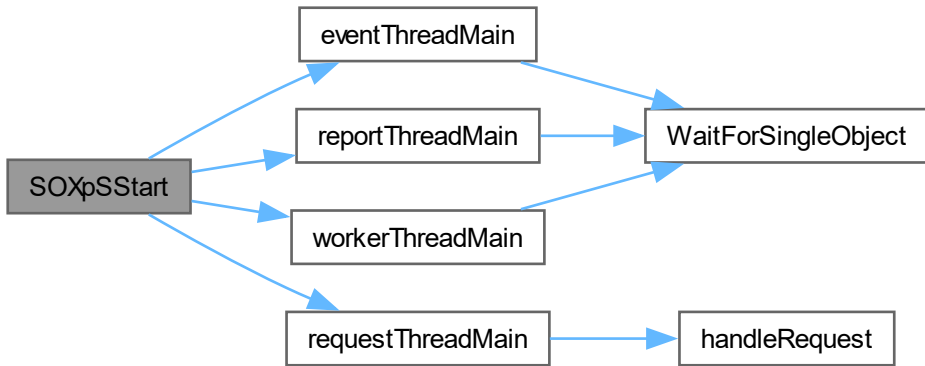 eventThreadMain
reportThreadMain
WaitForSingleObject
SOXpSStart
workerThreadMain
requestThreadMain
handleRequest